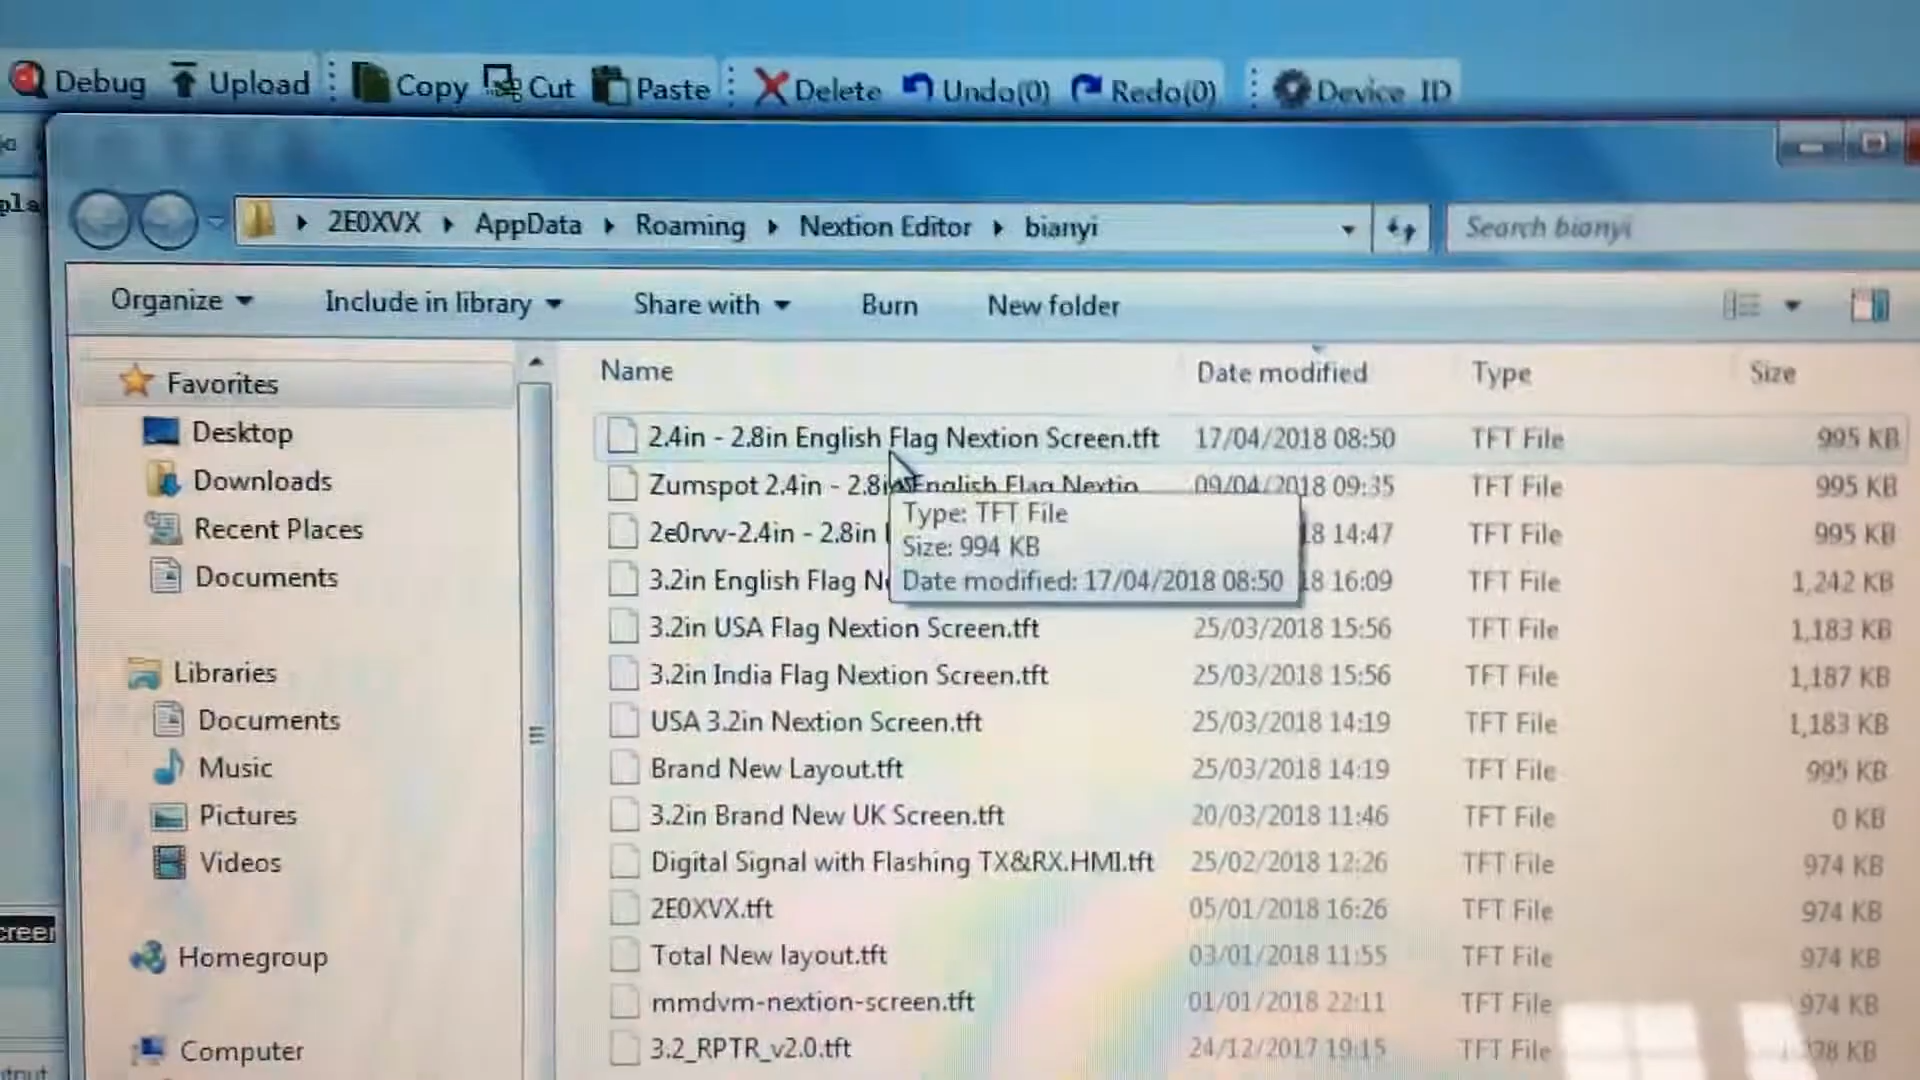 Debug Upload Copy Cut Paste Delete Undo(0) Redo(0) Device ID
2E0XVX AppData Roaming Nextion Editor bianyi Search bianyi
Organize Include in library Share with Burn New folder
Name Date modified Type Size
Favorites
Desktop
Downloads
Recent Places
Documents
Libraries
Documents
Music
Pictures
Videos
Homegroup
Computer
2.4in - 2.8in English Flag Nextion Screen.tft 17/04/2018 08:50 TFT File 995 KB
Zumspot 2.4in - 2.8in English Flag Nextio 09/04/2018 09:35 TFT File 995 KB
2e0rvv-2.4in - 2.8in 18 14:47 TFT File 995 KB
3.2in English Flag 18 16:09 TFT File 1,242 KB
Type: TFT File
Size: 994 KB
Date modified: 17/04/2018 08:50
3.2in USA Flag Nextion Screen.tft 25/03/2018 15:56 TFT File 1,183 KB
3.2in India Flag Nextion Screen.tft 25/03/2018 15:56 TFT File 1,187 KB
USA 3.2in Nextion Screen.tft 25/03/2018 14:19 TFT File 1,183 KB
Brand New Layout.tft 25/03/2018 14:19 TFT File 995 KB
3.2in Brand New UK Screen.tft 20/03/2018 11:46 TFT File 0 KB
Digital Signal with Flashing TX&RX.HMI.tft 25/02/2018 12:26 TFT File 974 KB
2E0XVX.tft 05/01/2018 16:26 TFT File 974 KB
Total New layout.tft 03/01/2018 11:55 TFT File 974 KB
mmdvm-nextion-screen.tft 01/01/2018 22:11 TFT File 974 KB
3.2_RPTR_v2.0.tft 24/12/2017 19:15 TFT File KB